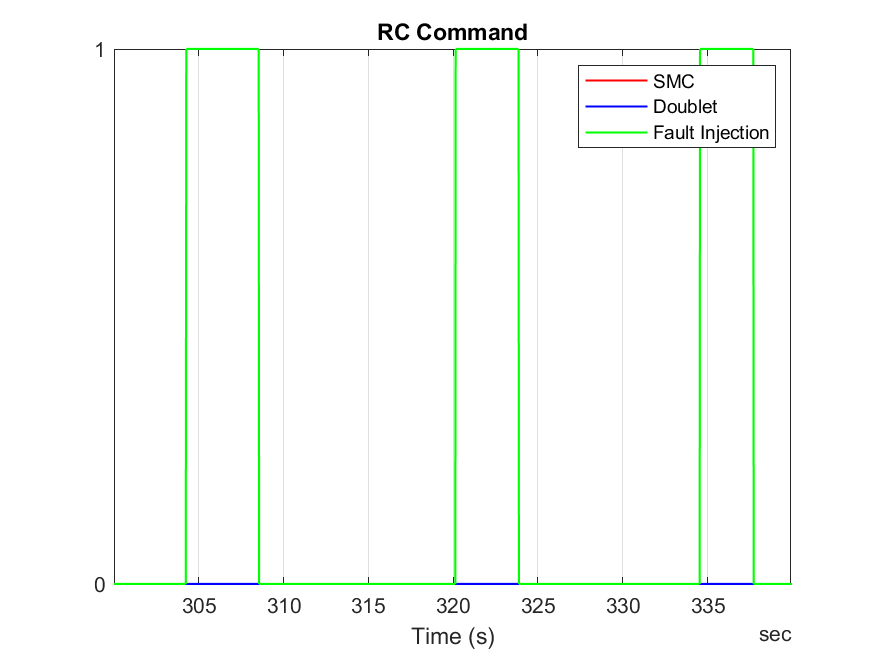 RC Command
1
SMC
Doublet
Fault Injection
0
305 310 315 320 325 330 335
Time (s)
sec